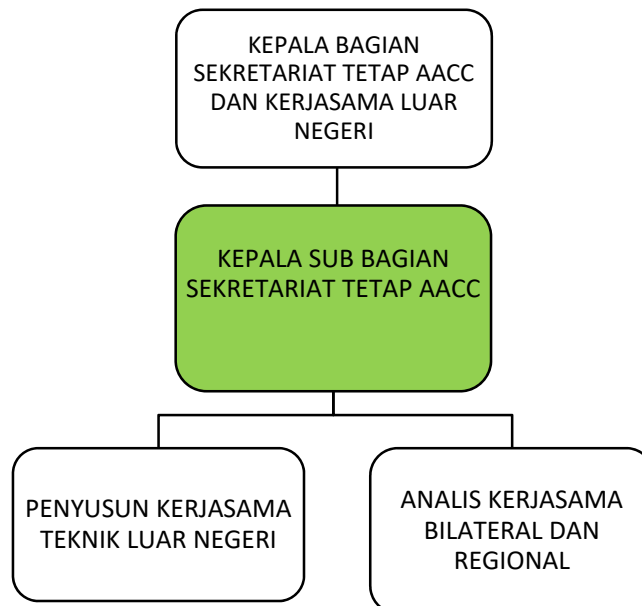 KEPALA BAGIAN
SEKRETARIAT TETAP AACC
DAN KERJASAMA LUAR
NEGERI
KEPALA SUB BAGIAN
SEKRETARIAT TETAP AACC
PENYUSUN KERJASAMA
TEKNIK LUAR NEGERI
ANALIS KERJASAMA
BILATERAL DAN
REGIONAL